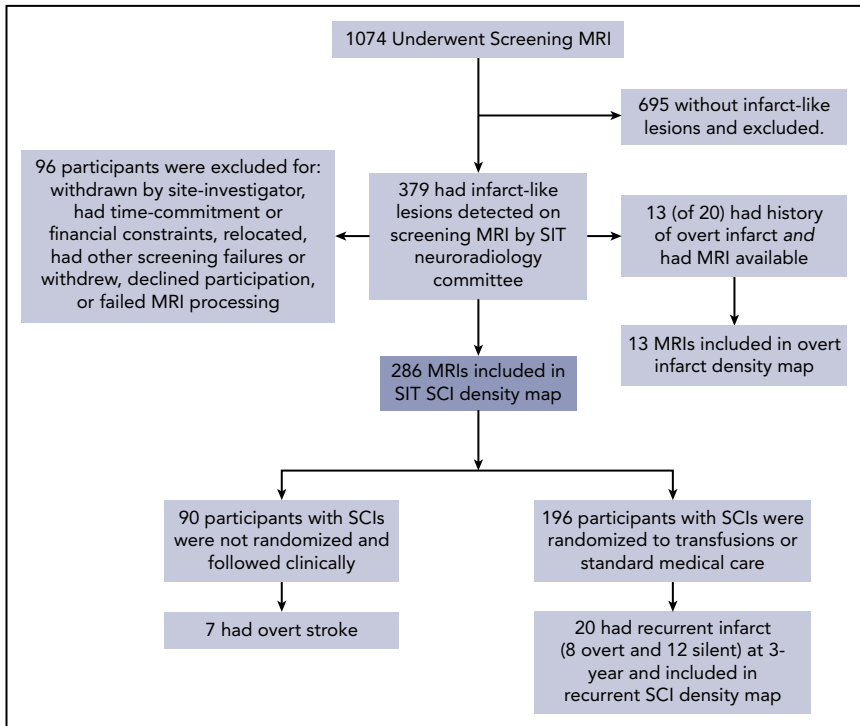 1074 Underwent Screening MRI
695 without infarct-like
lesions and excluded.
96 participants were excluded for:
withdrawn by site-investigator,
had time-commitment or
financial constraints, relocated,
had other screening failures or
withdrew, declined participation,
or failed MRI processing
379 had infarct-like
lesions detected on
screening MRI by SIT
neuroradiology
committee
13 (of 20) had history
of overt infarct and
had MRI available
13 MRIs included in overt
infarct density map
286 MRIs included in
SIT SCI density map
90 participants with SCIs
were not randomized and
followed clinically
196 participants with SCIs were
randomized to transfusions or
standard medical care
7 had overt stroke
20 had recurrent infarct
(8 overt and 12 silent) at 3-
year and included in
recurrent SCI density map